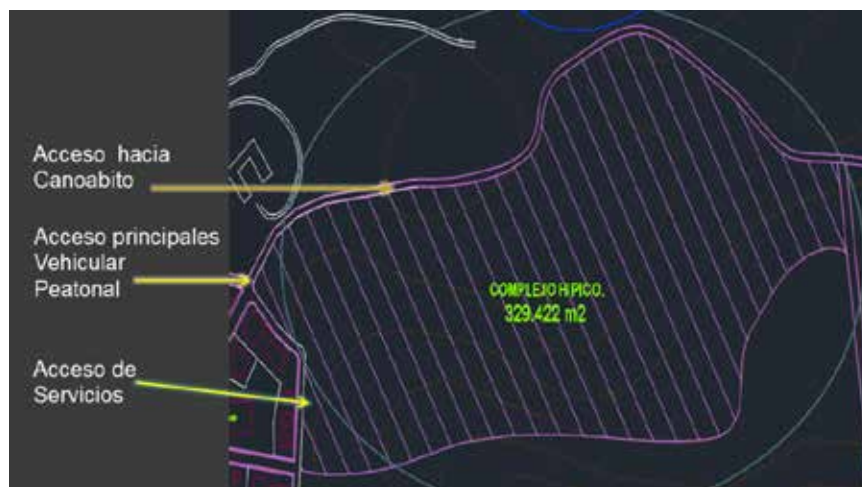 Acceso hacia
Canoabito
Acceso principales
Vehicular
Peatonal
COMPLEJO HIPICO.
329.422 m2
Acceso de
Servicios